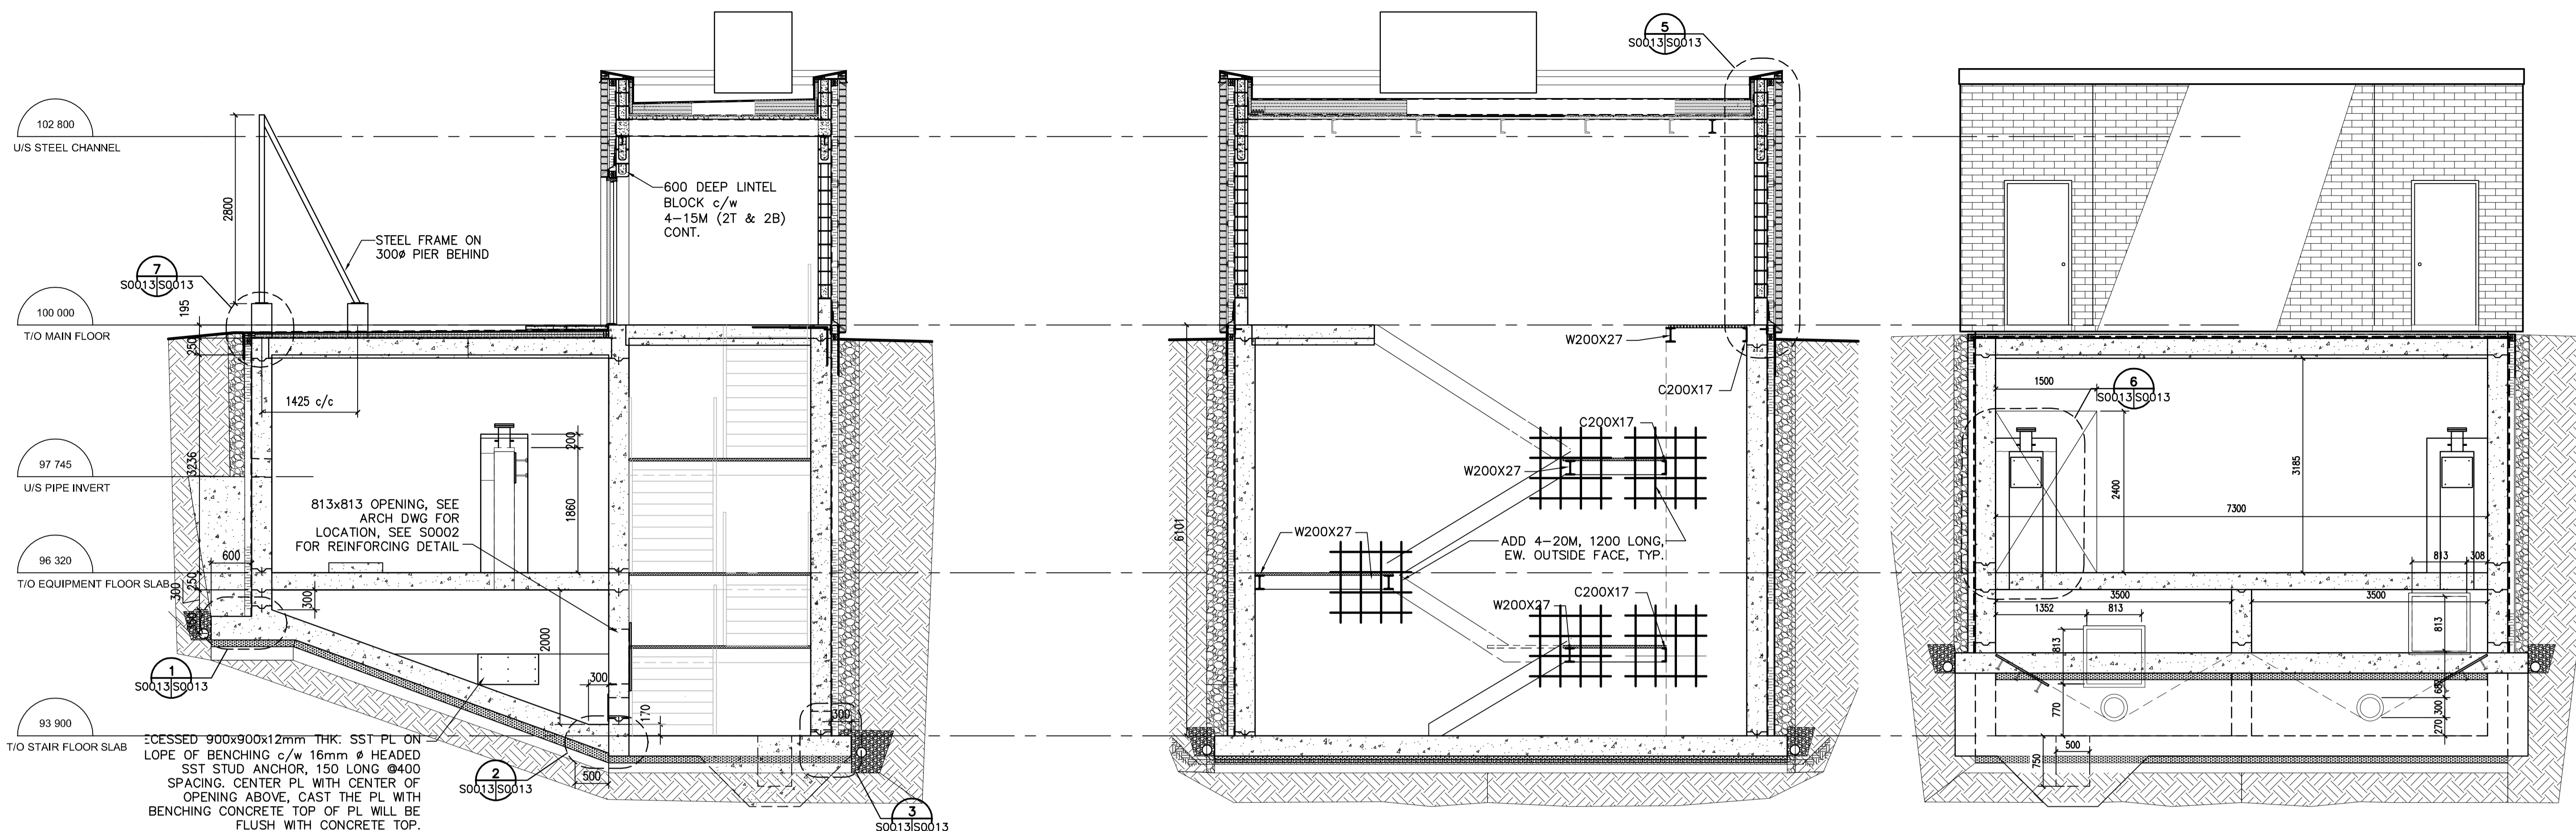 102 800
U/S STEEL CHANNEL
100 000
T/O MAIN FLOOR
97 745
U/S PIPE INVERT
96 320
T/O EQUIPMENT FLOOR SLAB
93 900
T/O STAIR FLOOR SLAB
2800
STEEL FRAME ON
300ø PIER BEHIND
7
S0013 S0013
195
250
1425 c/c
3236
600
250
300
300
600 DEEP LINTEL
BLOCK c/w
4-15M (2T & 2B)
CONT.
200
1860
813x813 OPENING, SEE
ARCH DWG FOR
LOCATION, SEE S0002
FOR REINFORCING DETAIL
2000
300
170
300
500
1
S0013 S0013
2
S0013 S0013
3
S0013 S0013
ECESSED 900x900x12mm THK. SST PL ON
LOPE OF BENCHING c/w 16mm ø HEADED
SST STUD ANCHOR, 150 LONG @400
SPACING. CENTER PL WITH CENTER OF
OPENING ABOVE, CAST THE PL WITH
BENCHING CONCRETE TOP OF PL WILL BE
FLUSH WITH CONCRETE TOP.
5
S0013 S0013
W200X27
C200X17
C200X17
W200X27
6101
W200X27
ADD 4-20M, 1200 LONG,
EW. OUTSIDE FACE, TYP.
C200X17
W200X27
1500
6
S0013 S0013
3185
2400
7300
813
308
3500
3500
1352
813
813
813
770
300
270
500
750